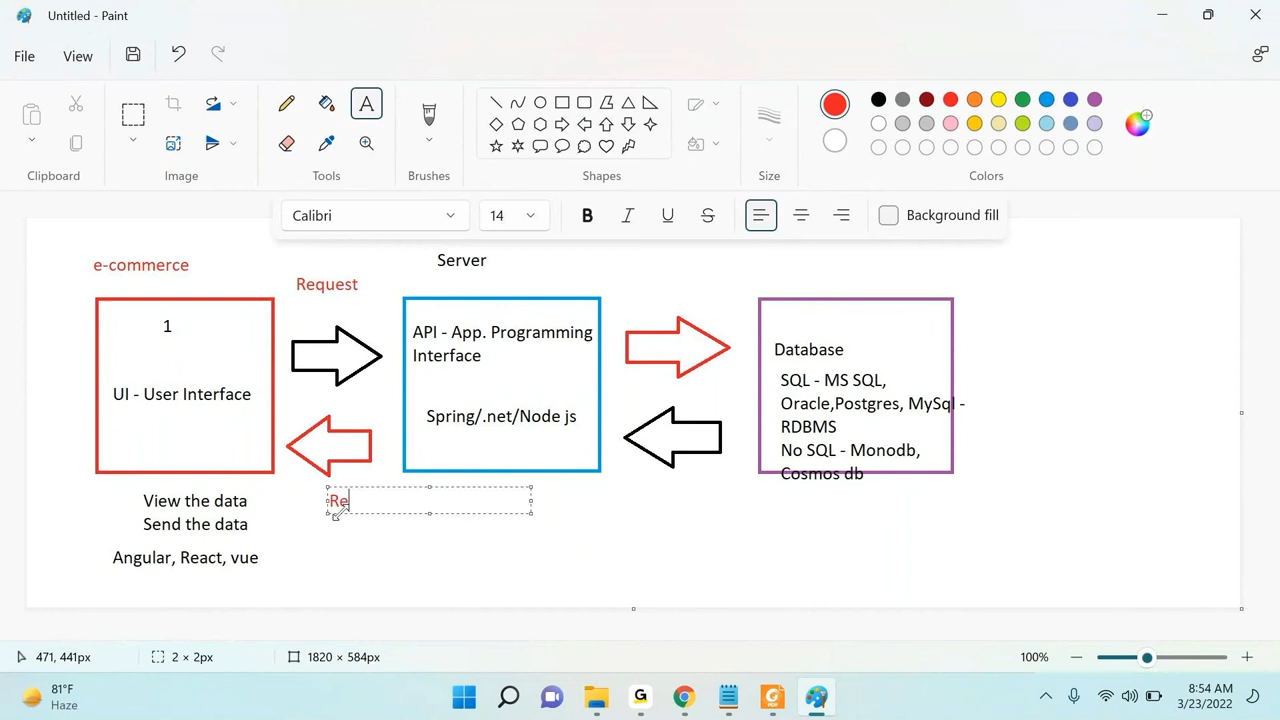 Untitled - Paint
File
View
Clipboard
Image
Tools
Brushes
Shapes
Size
Colors
Calibri
14
B
I
U
S
Background fill
Server
e-commerce
Request
1
UI - User Interface
API - App. Programming
Interface
Spring/.net/Node js
Database
SQL - MS SQL,
Oracle,Postgres, MySql -
RDBMS
No SQL - Monodb,
Cosmos db
View the data
Send the data
Angular, React, vue
Re
471, 441px
2 × 2px
1820 × 584px
100%
81°F
Haze
8:54 AM
3/23/2022